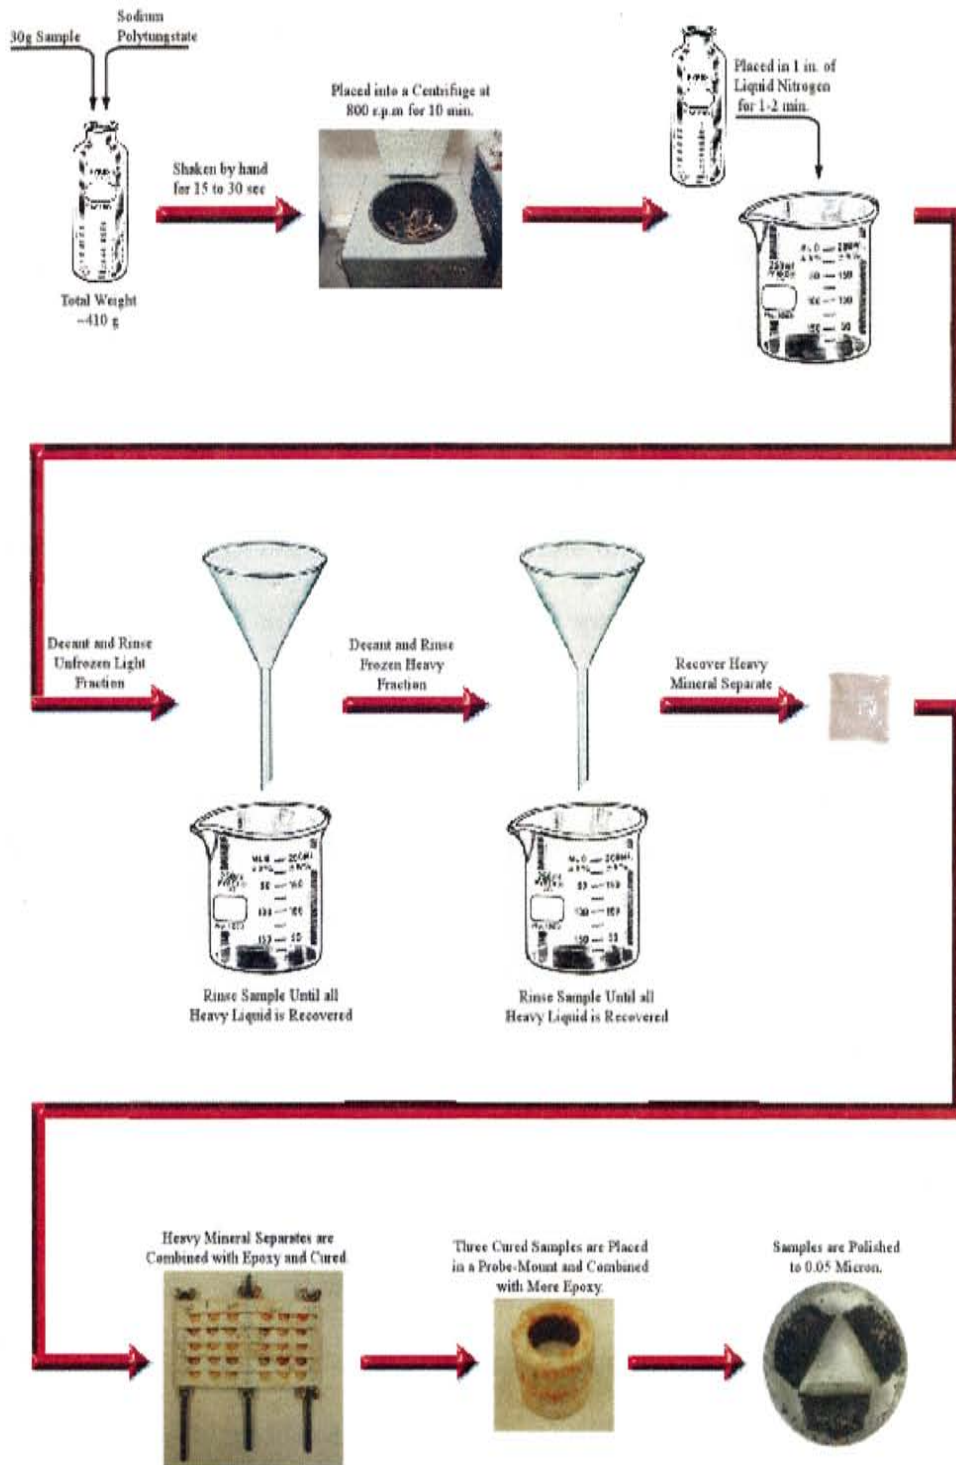 30g Sample
Sodium
Polytungstate
Total Weight
~410 g
Shaken by hand
for 15 to 30 sec
Placed into a Centrifuge at
800 r.p.m for 10 min.
Placed in 1 in. of
Liquid Nitrogen
for 1-2 min.
Decant and Rinse
Unfrozen Light
Fraction
Decant and Rinse
Frozen Heavy
Fraction
Recover Heavy
Mineral Separate
Rinse Sample Until all
Heavy Liquid is Recovered
Rinse Sample Until all
Heavy Liquid is Recovered
Heavy Mineral Separates are
Combined with Epoxy and Cured.
Three Cured Samples are Placed
in a Probe-Mount and Combined
with More Epoxy.
Samples are Polished
to 0.05 Micron.